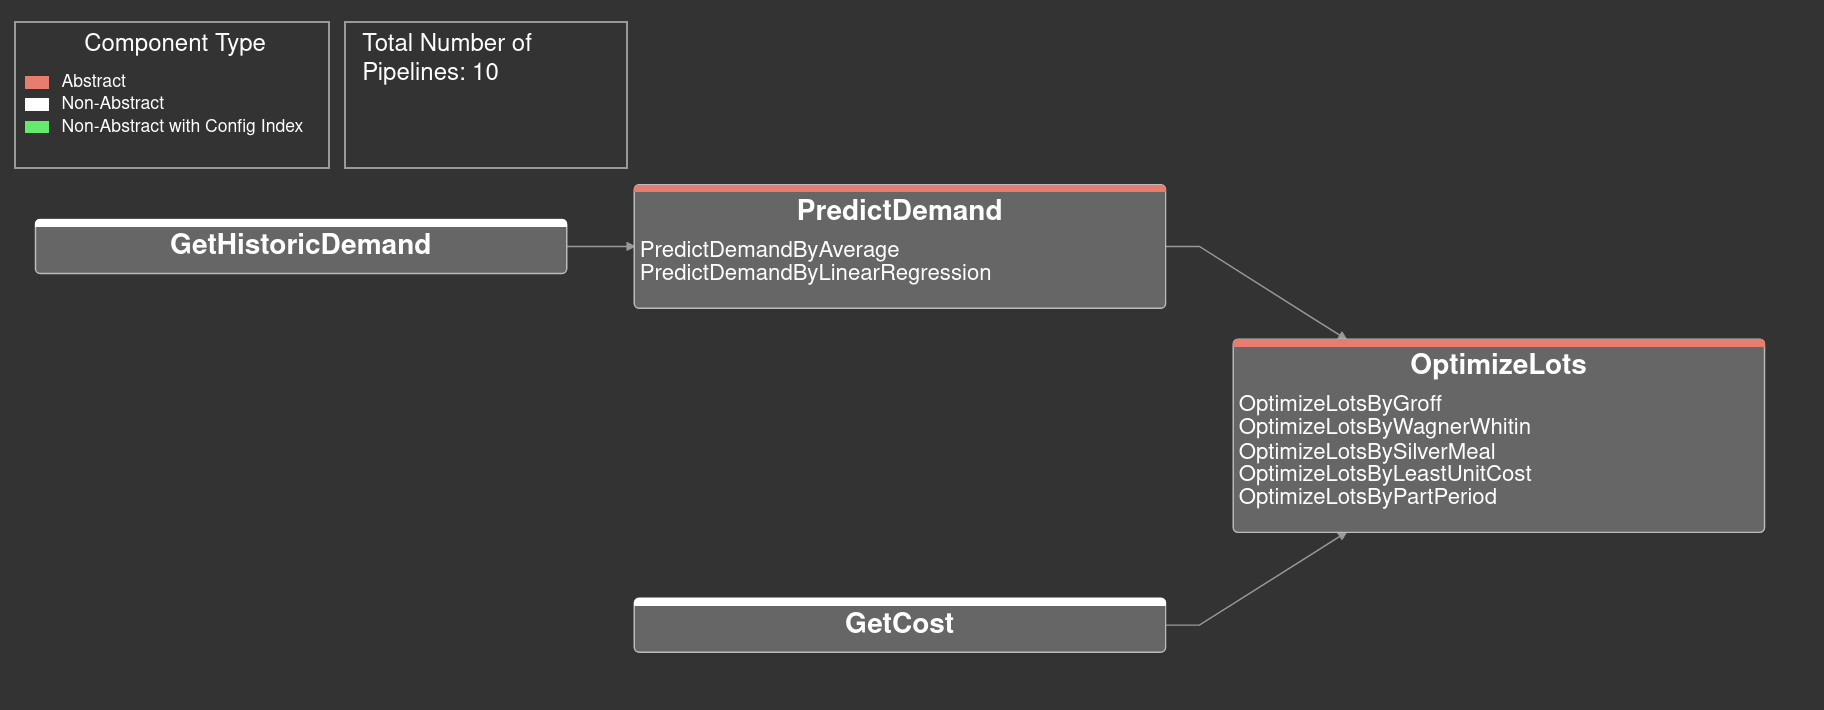 Component Type
Abstract
Non-Abstract
Non-Abstract with Config Index
Total Number of
Pipelines: 10
GetHistoricDemand
PredictDemand
PredictDemandByAverage
PredictDemandByLinearRegression
OptimizeLots
OptimizeLotsByGroff
OptimizeLotsByWagnerWhitin
OptimizeLotsBySilverMeal
OptimizeLotsByLeastUnitCost
OptimizeLotsByPartPeriod
GetCost